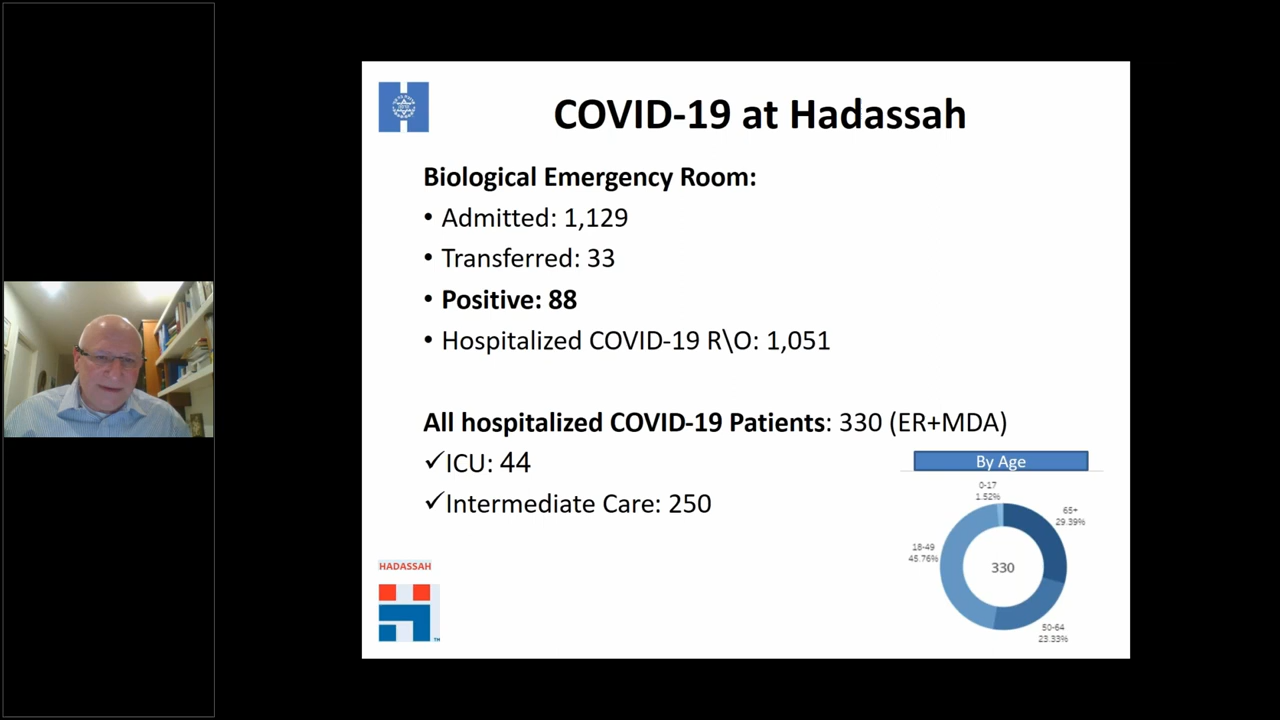 COVID-19 at Hadassah
Biological Emergency Room:
• Admitted: 1,129
• Transferred: 33
• Positive: 88
• Hospitalized COVID-19 R\O: 1,051
All hospitalized COVID-19 Patients: 330 (ER+MDA)
✓ICU: 44
✓Intermediate Care: 250
By Age
0-17
1.52%
65+
29.39%
18-49
45.76%
330
50-64
23.33%
HADASSAH
TM